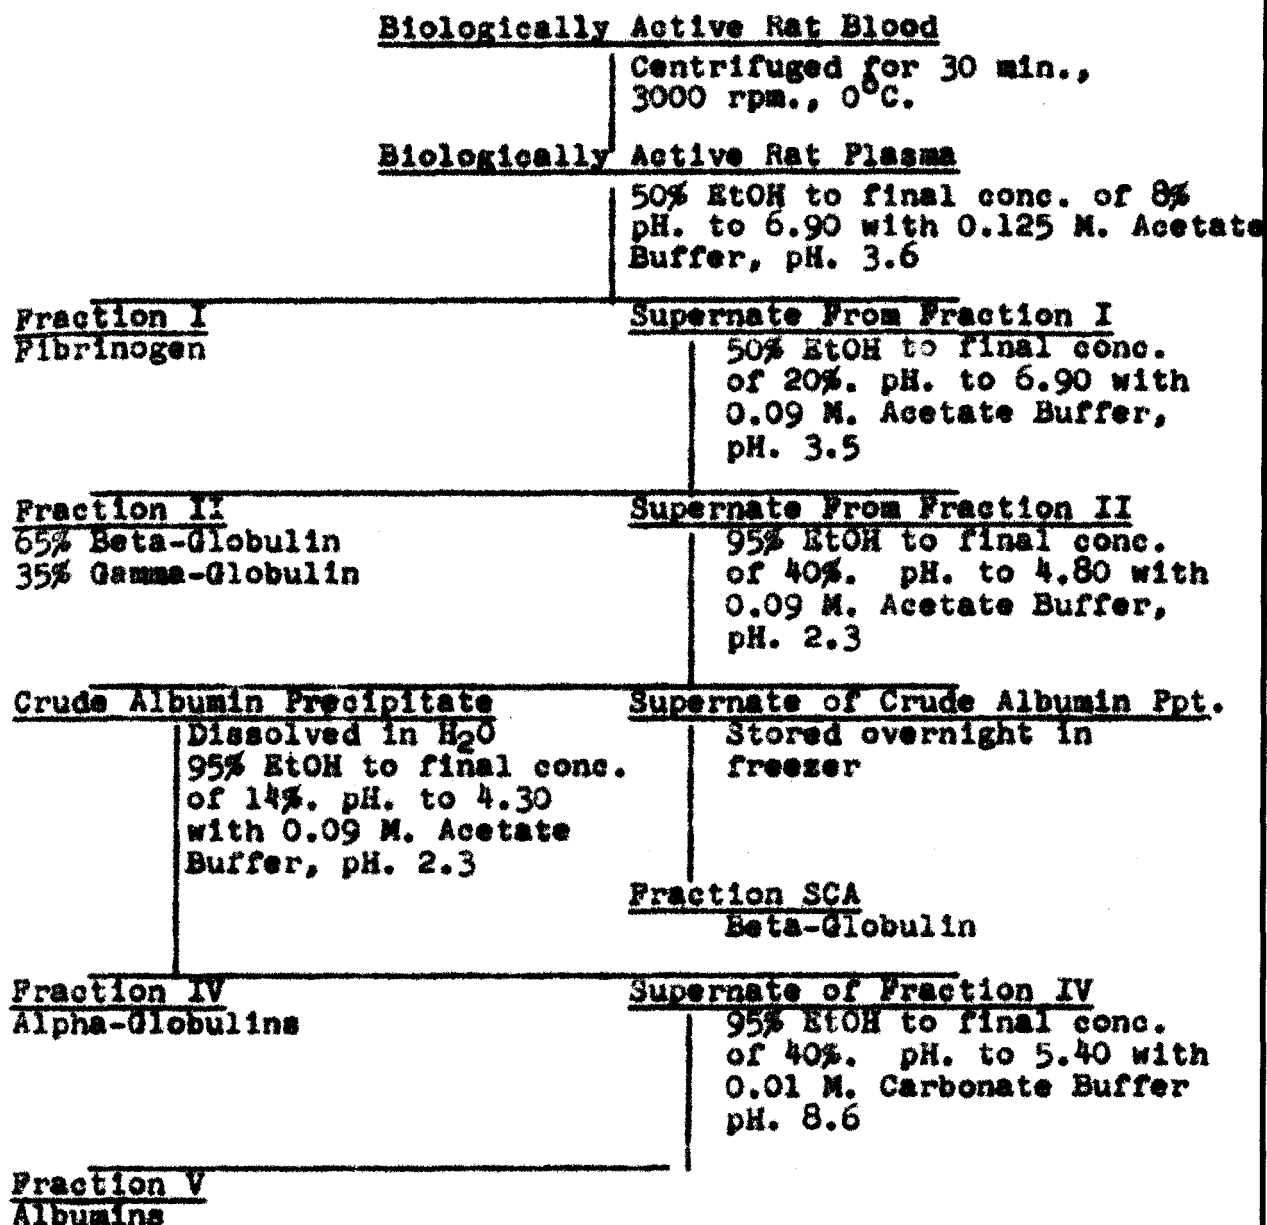 Biologically Active Rat Blood
Centrifuged for 30 min.,
3000 rpm., 0°C.
Biologically Active Rat Plasma
50% EtOH to final conc. of 8%
pH. to 6.90 with 0.125 M. Acetate
Buffer, pH. 3.6
Fraction I
Fibrinogen
Supernate From Fraction I
50% EtOH to final conc.
of 20%. pH. to 6.90 with
0.09 M. Acetate Buffer,
pH. 3.5
Fraction II
65% Beta-Globulin
35% Gamma-Globulin
Supernate From Fraction II
95% EtOH to final conc.
of 40%. pH. to 4.80 with
0.09 M. Acetate Buffer,
pH. 2.3
Crude Albumin Precipitate
Dissolved in H₂O
95% EtOH to final conc.
of 14%. pH. to 4.30
with 0.09 M. Acetate
Buffer, pH. 2.3
Supernate of Crude Albumin Ppt.
Stored overnight in
freezer
Fraction SCA
Beta-Globulin
Fraction IV
Alpha-Globulins
Supernate of Fraction IV
95% EtOH to final conc.
of 40%. pH. to 5.40 with
0.01 M. Carbonate Buffer
pH. 8.6
Fraction V
Albumins